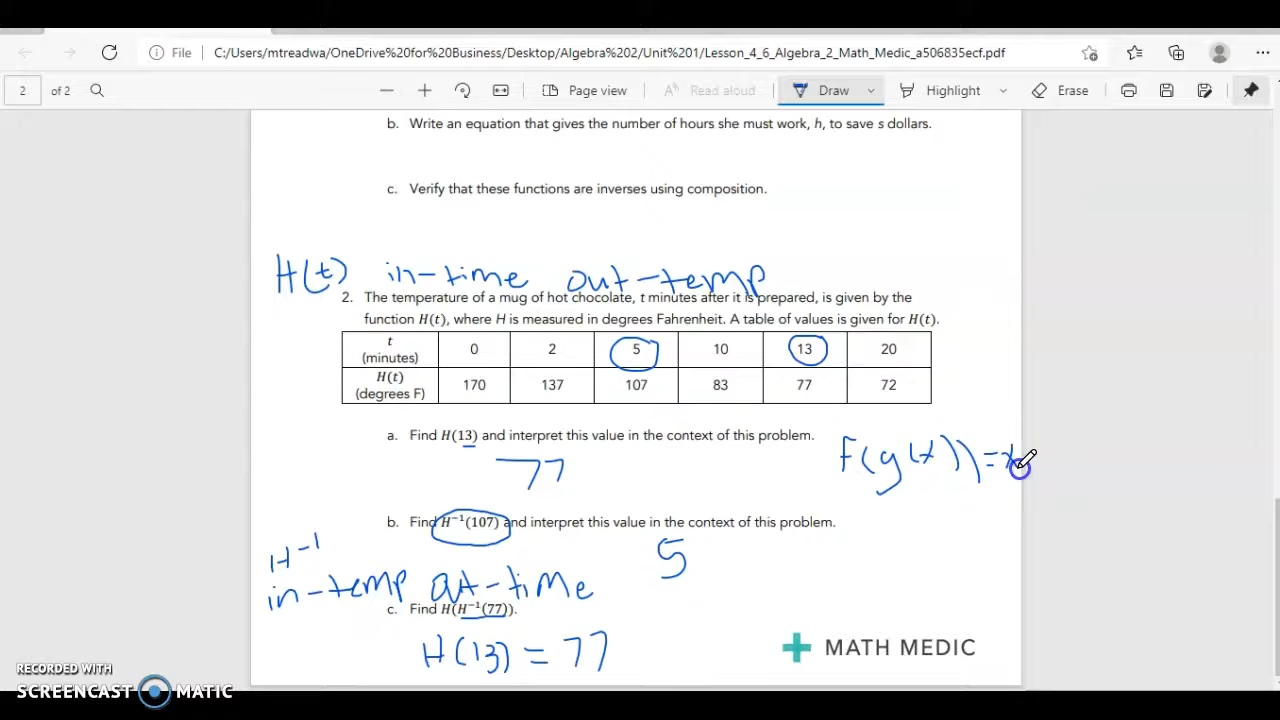 File C:/Users/mtreadwa/OneDrive%20for%20Business/Desktop/Algebra%202/Unit%201/Lesson_4_6_Algebra_2_Math_Medic_a506835ecf.pdf
2 of 2 Page view Read aloud Draw Highlight Erase
b. Write an equation that gives the number of hours she must work, h, to save s dollars.
c. Verify that these functions are inverses using composition.
H(t) in-time out-temp
2. The temperature of a mug of hot chocolate, t minutes after it is prepared, is given by the
function H(t), where H is measured in degrees Fahrenheit. A table of values is given for H(t).
t (minutes) 0 2 5 10 13 20
H(t) (degrees F) 170 137 107 83 77 72
a. Find H(13) and interpret this value in the context of this problem.
F(g(x))=x
77
b. Find H⁻¹(107) and interpret this value in the context of this problem.
H⁻¹
5
in-temp out-time
c. Find H(H⁻¹(77)).
H(13) = 77
MATH MEDIC
RECORDED WITH
SCREENCAST MATIC